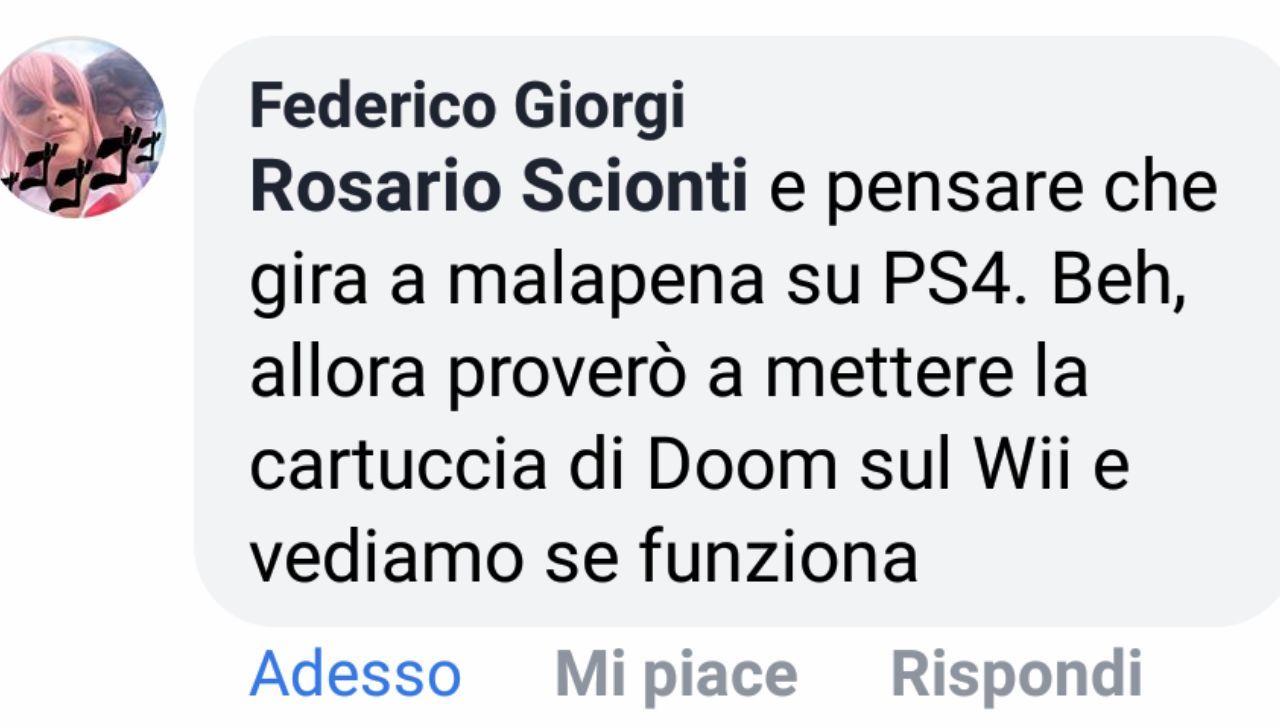 Federico Giorgi
Rosario Scionti e pensare che
gira a malapena su PS4. Beh,
allora proverò a mettere la
cartuccia di Doom sul Wii e
vediamo se funziona
Adesso Mi piace Rispondi